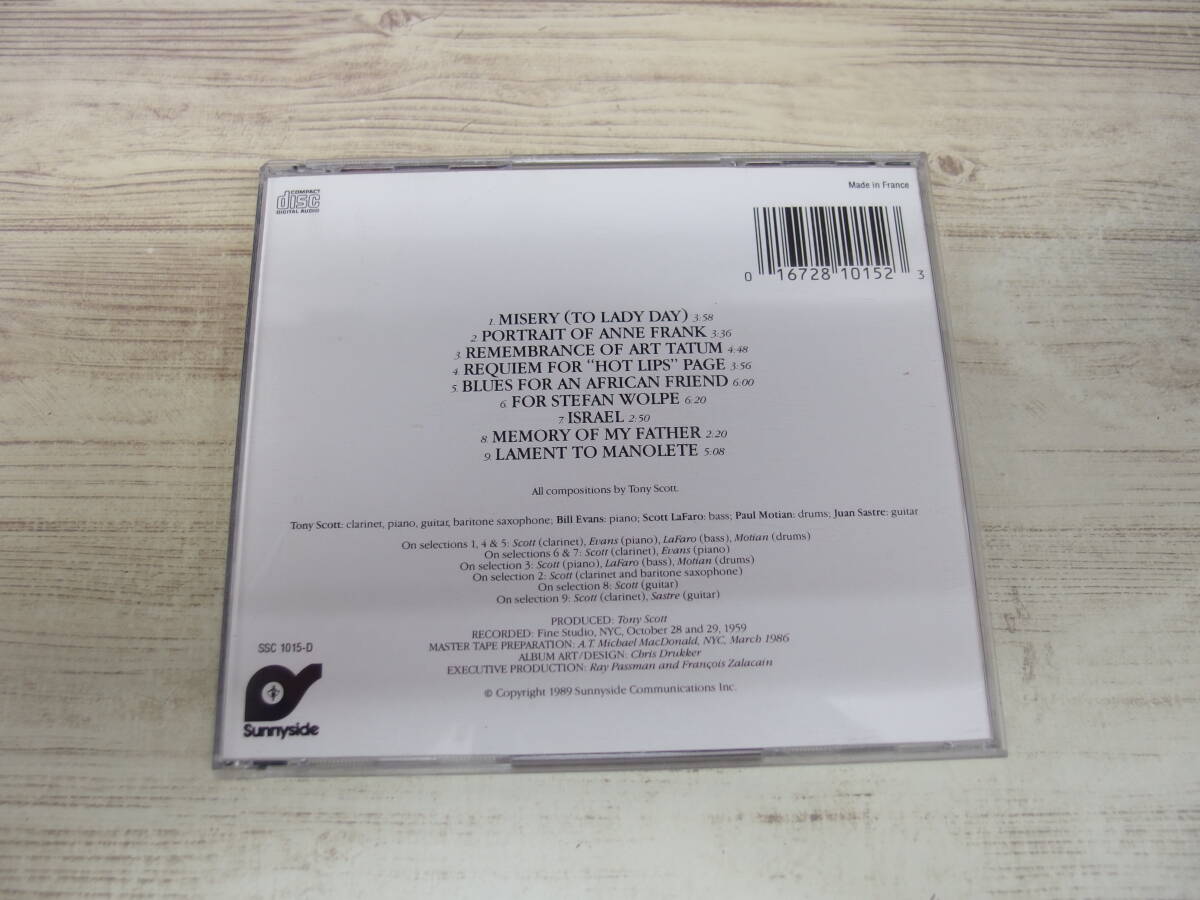 COMPACT
disc
DIGITAL AUDIO
Made in France
0 16728 10152 3
1. MISERY (TO LADY DAY) 3:58
2. PORTRAIT OF ANNE FRANK 3:36
3. REMEMBRANCE OF ART TATUM 4:48
4. REQUIEM FOR “HOT LIPS” PAGE 3:56
5. BLUES FOR AN AFRICAN FRIEND 6:00
6. FOR STEFAN WOLPE 6:20
7. ISRAEL 2:50
8. MEMORY OF MY FATHER 2:20
9. LAMENT TO MANOLETE 5:08
All compositions by Tony Scott.
Tony Scott: clarinet, piano, guitar, baritone saxophone; Bill Evans: piano; Scott LaFaro: bass; Paul Motian: drums; Juan Sastre: guitar
On selections 1, 4 & 5: Scott (clarinet), Evans (piano), LaFaro (bass), Motian (drums)
On selections 6 & 7: Scott (clarinet), Evans (piano)
On selection 3: Scott (piano), LaFaro (bass), Motian (drums)
On selection 2: Scott (clarinet and baritone saxophone)
On selection 8: Scott (guitar)
On selection 9: Scott (clarinet), Sastre (guitar)
PRODUCED: Tony Scott
RECORDED: Fine Studio, NYC, October 28 and 29, 1959
MASTER TAPE PREPARATION: A.T. Michael MacDonald, NYC, March 1986
ALBUM ART/DESIGN: Chris Drukker
EXECUTIVE PRODUCTION: Ray Passman and François Zalacain
© Copyright 1989 Sunnyside Communications Inc.
SSC 1015-D
Sunnyside